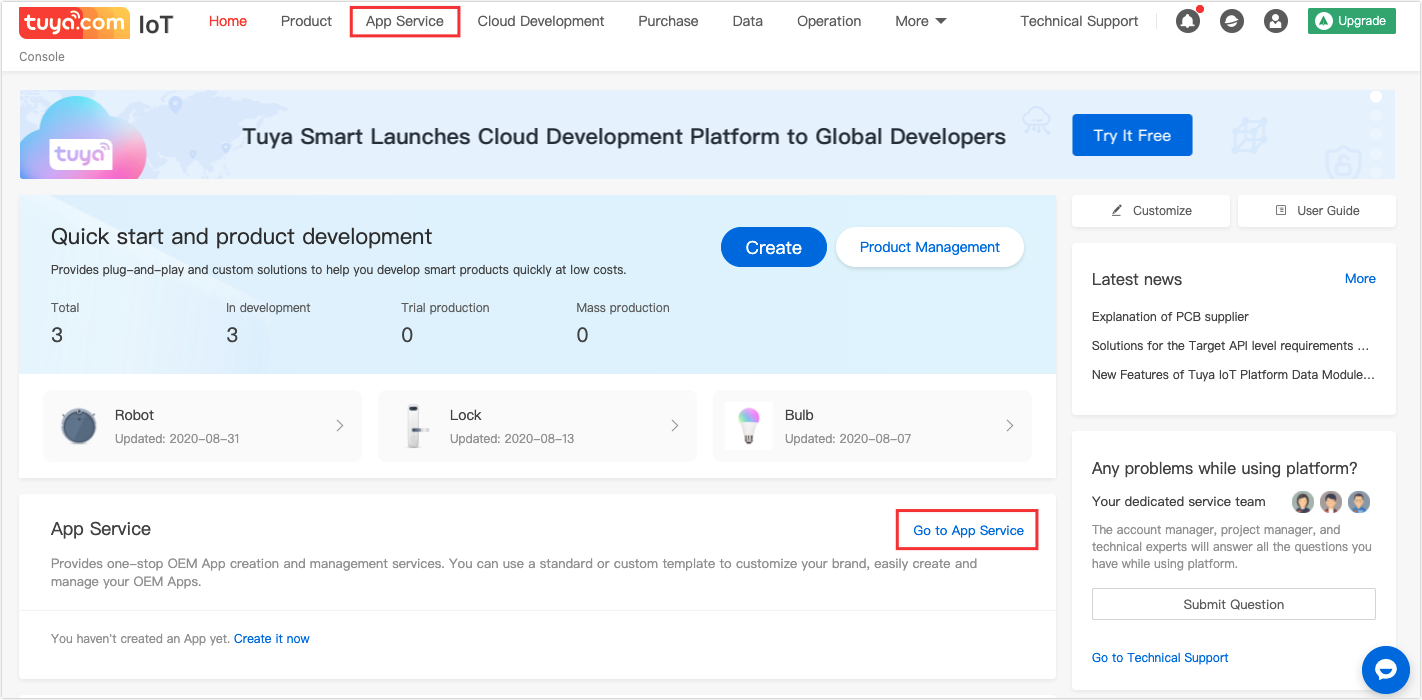 tuya.com IoT
Home
Product
App Service
Cloud Development
Purchase
Data
Operation
More
Technical Support
Upgrade
Console
tuya
Tuya Smart Launches Cloud Development Platform to Global Developers
Try It Free
Quick start and product development
Provides plug-and-play and custom solutions to help you develop smart products quickly at low costs.
Create
Product Management
Total
3
In development
3
Trial production
0
Mass production
0
Robot
Updated: 2020-08-31
Lock
Updated: 2020-08-13
Bulb
Updated: 2020-08-07
App Service
Go to App Service
Provides one-stop OEM App creation and management services. You can use a standard or custom template to customize your brand, easily create and
manage your OEM Apps.
You haven't created an App yet. Create it now
Customize
User Guide
Latest news
More
Explanation of PCB supplier
Solutions for the Target API level requirements ...
New Features of Tuya IoT Platform Data Module...
Any problems while using platform?
Your dedicated service team
The account manager, project manager, and
technical experts will answer all the questions you
have while using platform.
Submit Question
Go to Technical Support